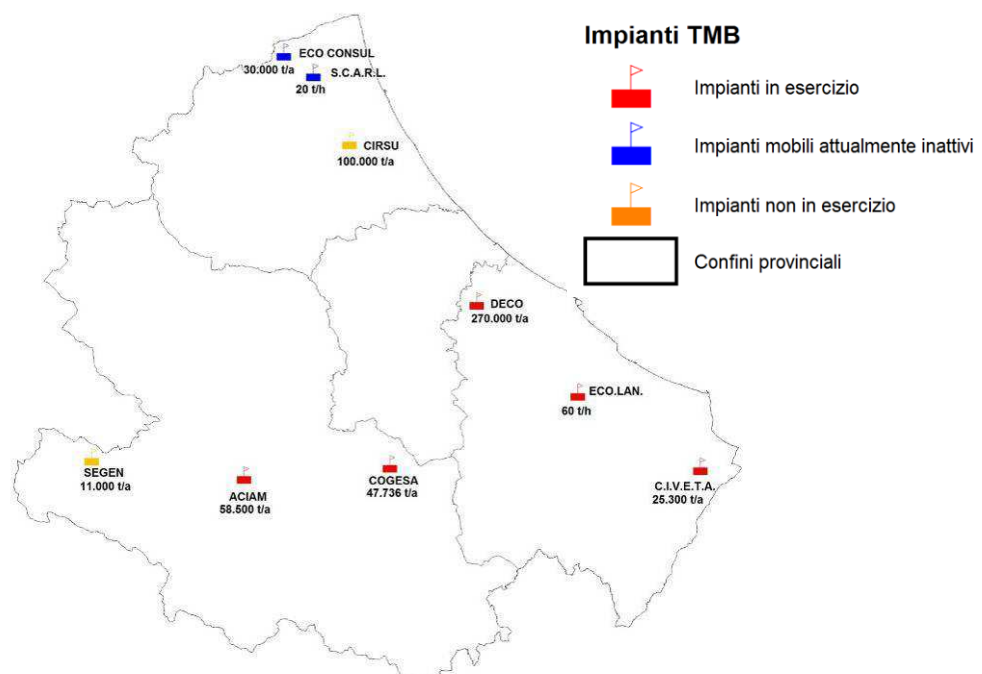 Impianti TMB
Impianti in esercizio
Impianti mobili attualmente inattivi
Impianti non in esercizio
Confini provinciali
ECO CONSUL
30.000 t/a
S.C.A.R.L.
20 t/h
CIRSU
100.000 t/a
DECO
270.000 t/a
ECO.LAN.
60 t/h
SEGEN
11.000 t/a
ACIAM
58.500 t/a
COGESA
47.736 t/a
C.I.V.E.T.A.
25.300 t/a